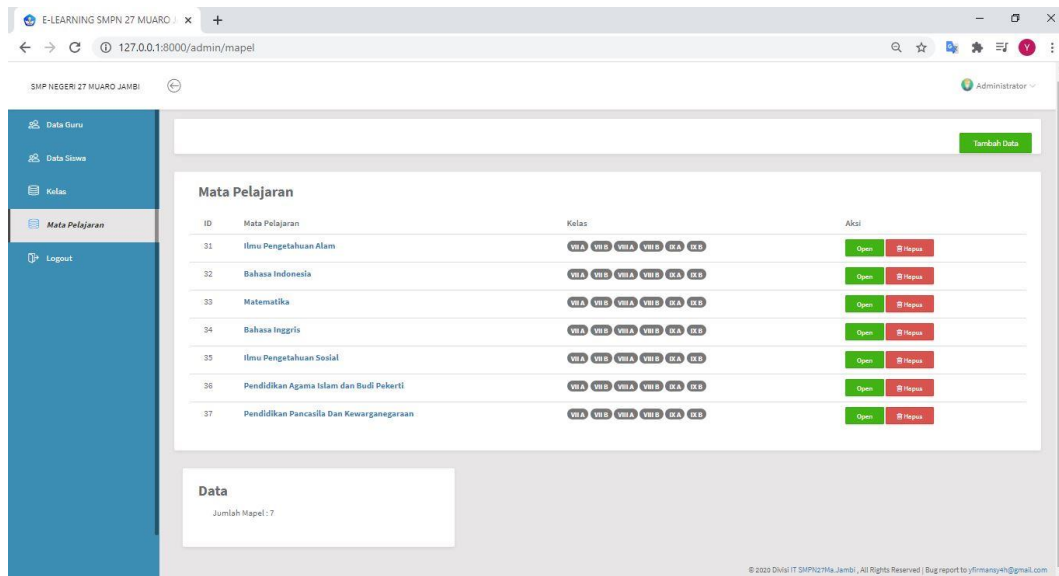 E-LEARNING SMPN 27 MUARO J
127.0.0.1:8000/admin/mapel
Y
SMP NEGERI 27 MUARO JAMBI
Administrator
Data Guru
Data Siswa
Kelas
Mata Pelajaran
Logout
Tambah Data
Mata Pelajaran
ID Mata Pelajaran Kelas Aksi
31 Ilmu Pengetahuan Alam VII A VII B VIII A VIII B IX A IX B Open Hapus
32 Bahasa Indonesia VII A VII B VIII A VIII B IX A IX B Open Hapus
33 Matematika VII A VII B VIII A VIII B IX A IX B Open Hapus
34 Bahasa Inggris VII A VII B VIII A VIII B IX A IX B Open Hapus
35 Ilmu Pengetahuan Sosial VII A VII B VIII A VIII B IX A IX B Open Hapus
36 Pendidikan Agama Islam dan Budi Pekerti VII A VII B VIII A VIII B IX A IX B Open Hapus
37 Pendidikan Pancasila Dan Kewarganegaraan VII A VII B VIII A VIII B IX A IX B Open Hapus
Data
Jumlah Mapel : 7
© 2020 Divisi IT SMPN27Ma.Jambi , All Rights Reserved | Bug report to yfirmansy4h@gmail.com